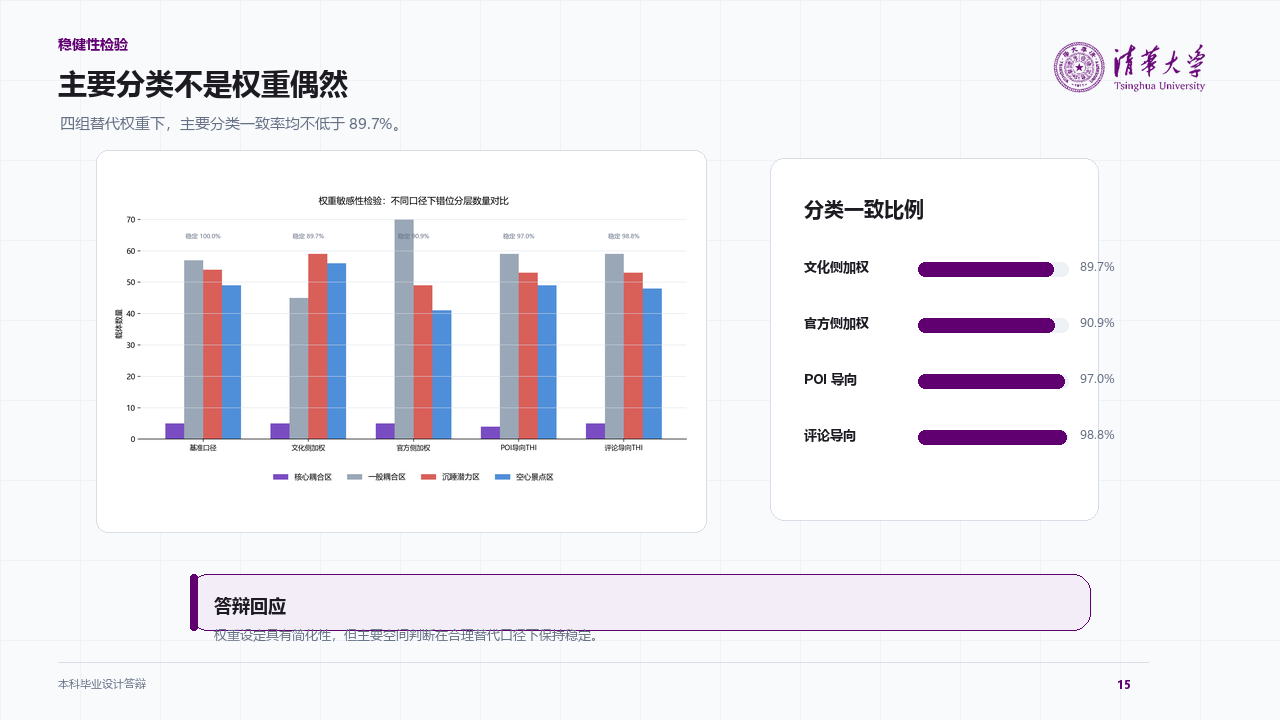 稳健性检验
主要分类不是权重偶然
四组替代权重下，主要分类一致率均不低于 89.7%。
清華大学
Tsinghua University
权重敏感性检验：不同口径下错位分层数量对比
载体数量
70
60
50
40
30
20
10
0
稳定 100.0%
稳定 89.7%
稳定 90.9%
稳定 97.0%
稳定 98.8%
基准口径
文化侧加权
官方侧加权
POI导向THI
评论导向THI
核心耦合区
一般耦合区
沉睡潜力区
空心景点区
分类一致比例
文化侧加权 89.7%
官方侧加权 90.9%
POI 导向 97.0%
评论导向 98.8%
答辩回应
权重设定具有简化性，但主要空间判断在合理替代口径下保持稳定。
本科毕业设计答辩
15